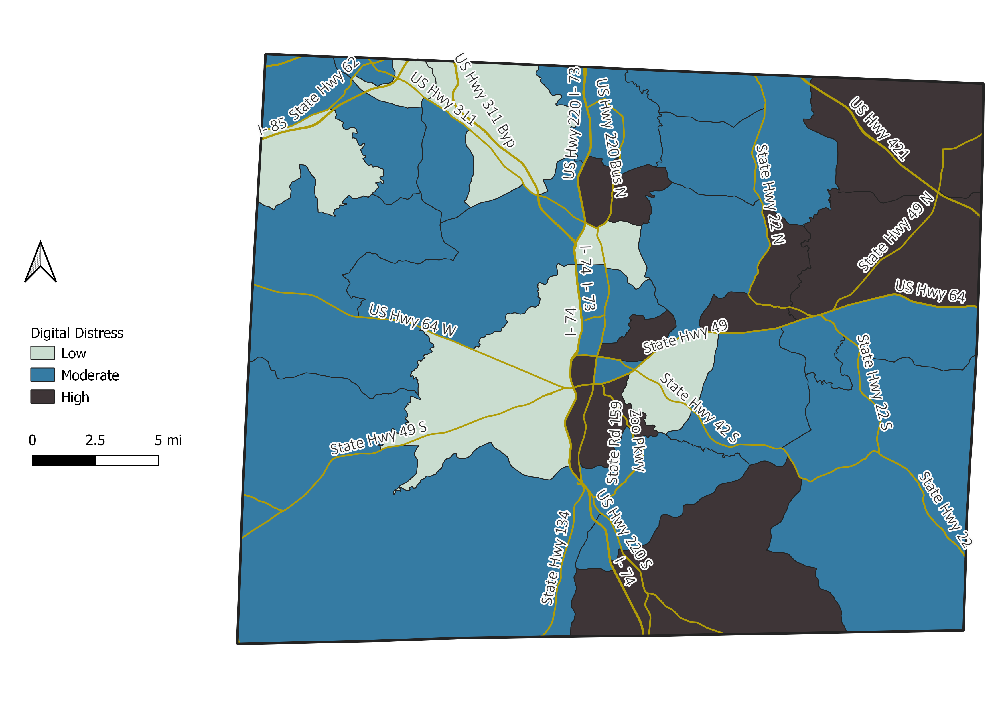 State Hwy 62
I- 85
US Hwy 311
US Hwy 311 Byp
US Hwy 220
I- 73
US Hwy 220 Bus N
US Hwy 421
State Hwy 22 N
State Hwy 49 N
US Hwy 64
I- 74
I- 73
I- 74
US Hwy 64 W
State Hwy 49
Digital Distress
Low
Moderate
High
State Hwy 22 S
State Hwy 42 S
State Rd 159
Zoo Pkwy
State Hwy 49 S
0 2.5 5 mi
State Hwy 22
US Hwy 220 S
State Hwy 134
I- 74